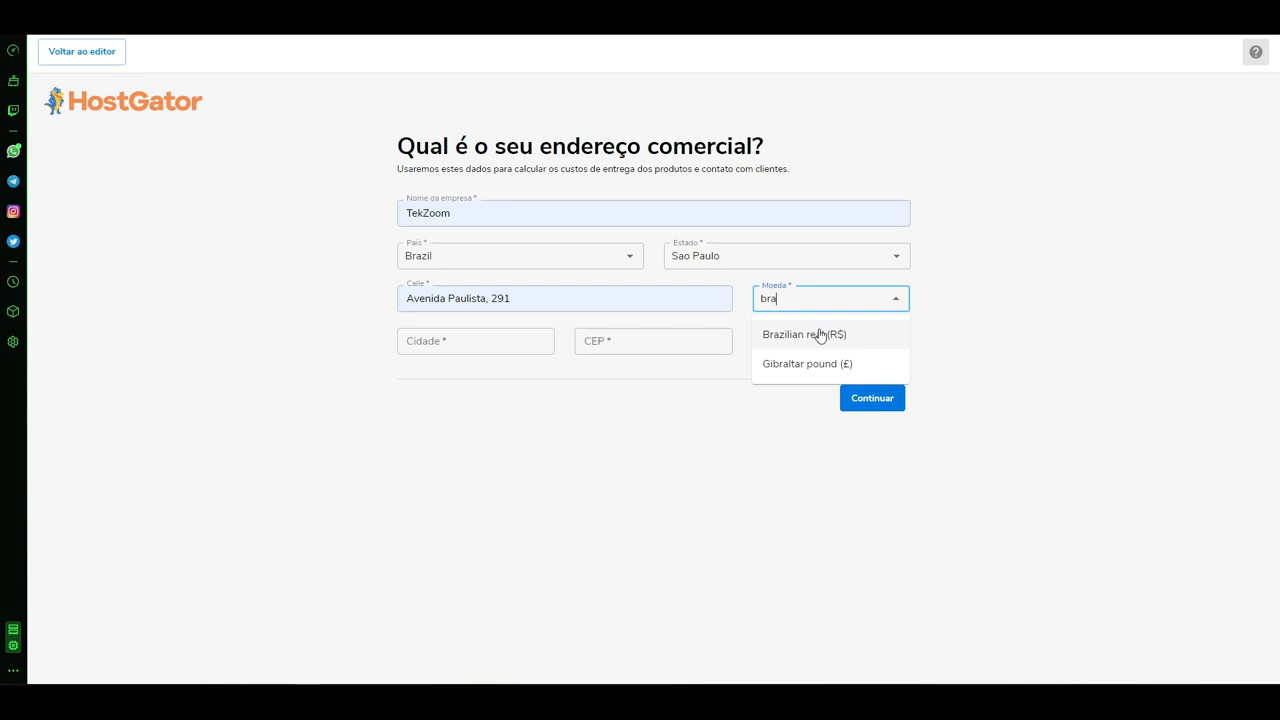 Voltar ao editor
HostGator
Qual é o seu endereço comercial?
Usaremos estes dados para calcular os custos de entrega dos produtos e contato com clientes.
Nome da empresa *
TekZoom
País *
Brazil
Estado *
Sao Paulo
Calle *
Avenida Paulista, 291
Moeda *
bra
Brazilian real (R$)
Gibraltar pound (£)
Cidade *
CEP *
Continuar